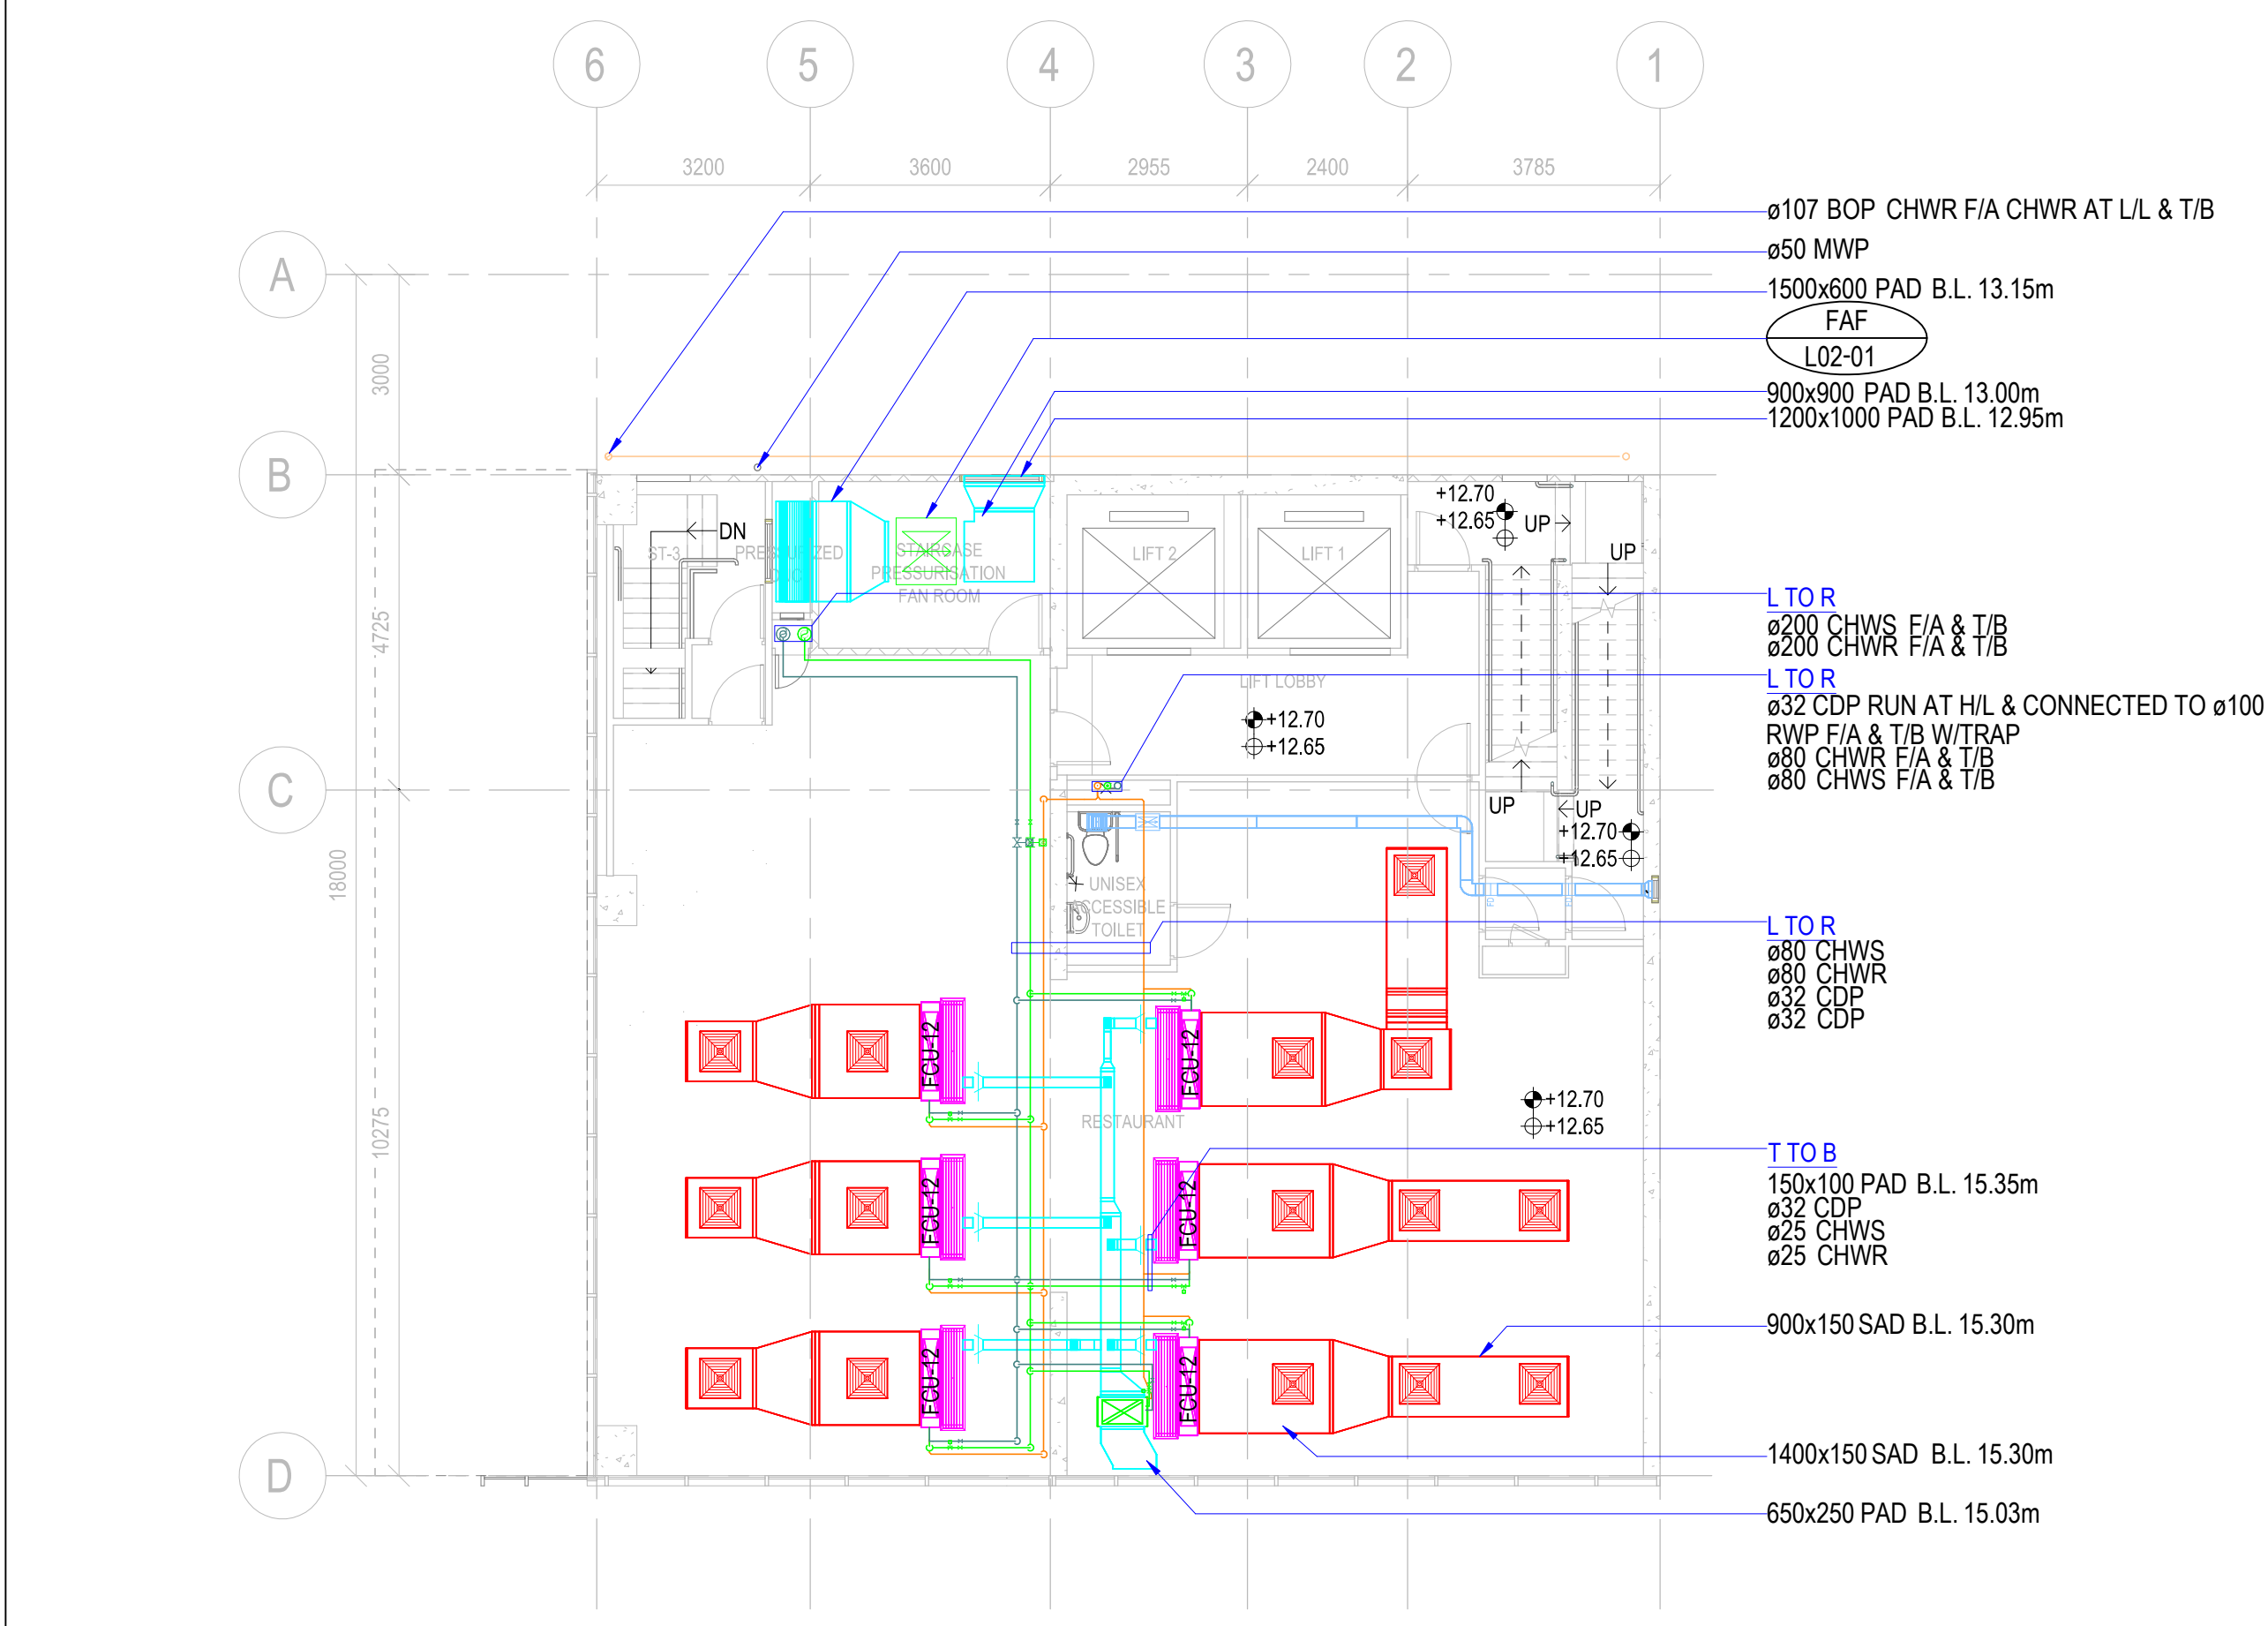 6 5 4 3 2 1
3200 3600 2955 2400 3785
A
B
C
D
3000
4725
18000
10275
ø107 BOP CHWR F/A CHWR AT L/L & T/B
ø50 MWP
1500x600 PAD B.L. 13.15m
FAF
L02-01
900x900 PAD B.L. 13.00m
1200x1000 PAD B.L. 12.95m
DN
ST-3
PRESSURIZED
STAIRCASE
PRESSURISATION
FAN ROOM
LIFT 2
LIFT 1
+12.70
+12.65
UP
UP
L TO R
ø200 CHWS F/A & T/B
ø200 CHWR F/A & T/B
L TO R
ø32 CDP RUN AT H/L & CONNECTED TO ø100
RWP F/A & T/B W/TRAP
ø80 CHWR F/A & T/B
ø80 CHWS F/A & T/B
LIFT LOBBY
+12.70
+12.65
UP
UP
+12.70
+12.65
UNISEX
ACCESSIBLE
TOILET
FD
FD
L TO R
ø80 CHWS
ø80 CHWR
ø32 CDP
ø32 CDP
FCU-12
FCU-12
RESTAURANT
+12.70
+12.65
T TO B
150x100 PAD B.L. 15.35m
ø32 CDP
ø25 CHWS
ø25 CHWR
FCU-12
FCU-12
900x150 SAD B.L. 15.30m
FCU-12
FCU-12
1400x150 SAD B.L. 15.30m
650x250 PAD B.L. 15.03m